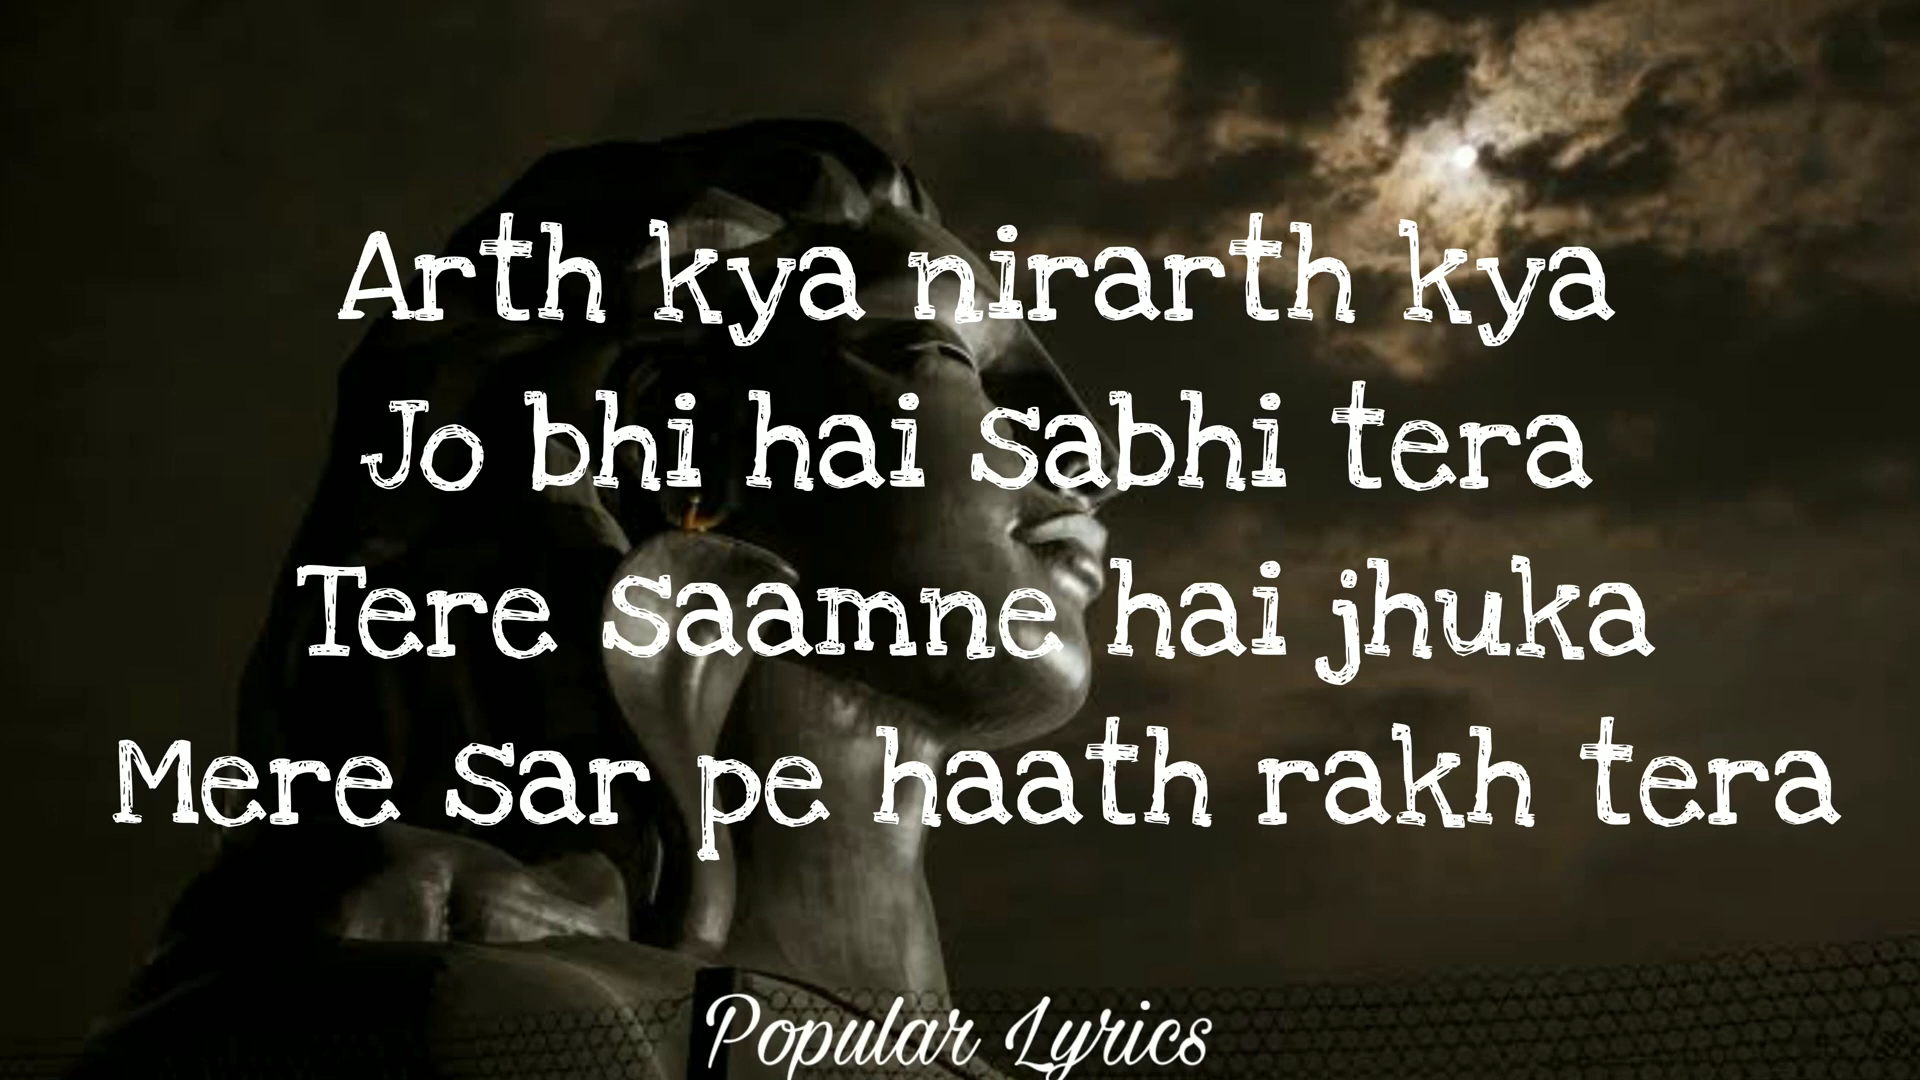 Arth kya nirarth kya
Jo bhi hai sabhi tera
Tere saamne hai jhuka
Mere sar pe haath rakh tera
Popular Lyrics